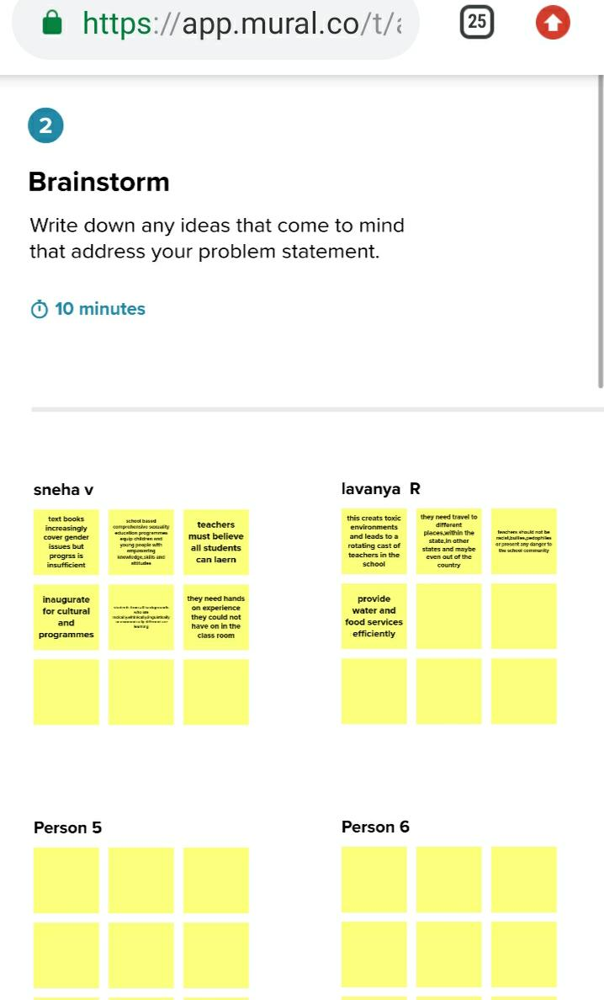 https://app.mural.co/t/
25
2
Brainstorm
Write down any ideas that come to mind
that address your problem statement.
10 minutes
sneha v
text books
increasingly
cover gender
issues but
progrss is
insufficient
school based
comprehensive sexuality
education programmes
equip children and
young people with
empowering
knowledge,skills and
attitudes
teachers
must believe
all students
can laern
inaugurate
for cultural
and
programmes
students from all backgrounds
who are
learning
they need hands
on experience
they could not
have on in the
class room
lavanya R
this creats toxic
environments
and leads to a
rotating cast of
teachers in the
school
they need travel to
different
places,within the
state,in other
states and maybe
even out of the
country
teachers should not be
racist,bullies,pedophiles
or present any danger to
the school community
provide
water and
food services
efficiently
Person 5
Person 6